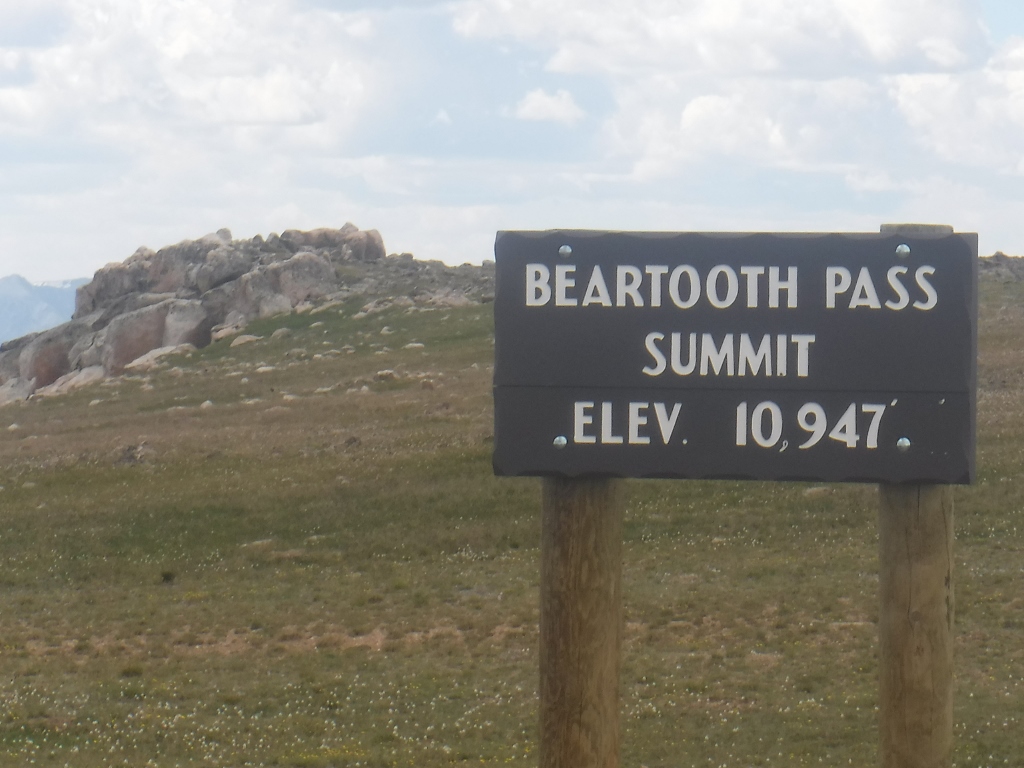 BEARTOOTH PASS
SUMMIT
ELEV. 10,947'